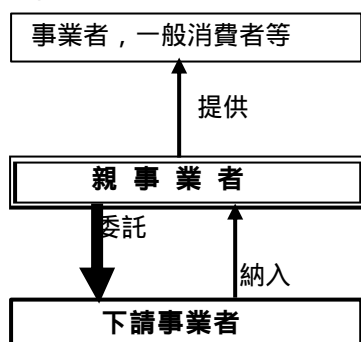 事業者，一般消費者等
提供
親 事 業 者
委託
納入
下請事業者